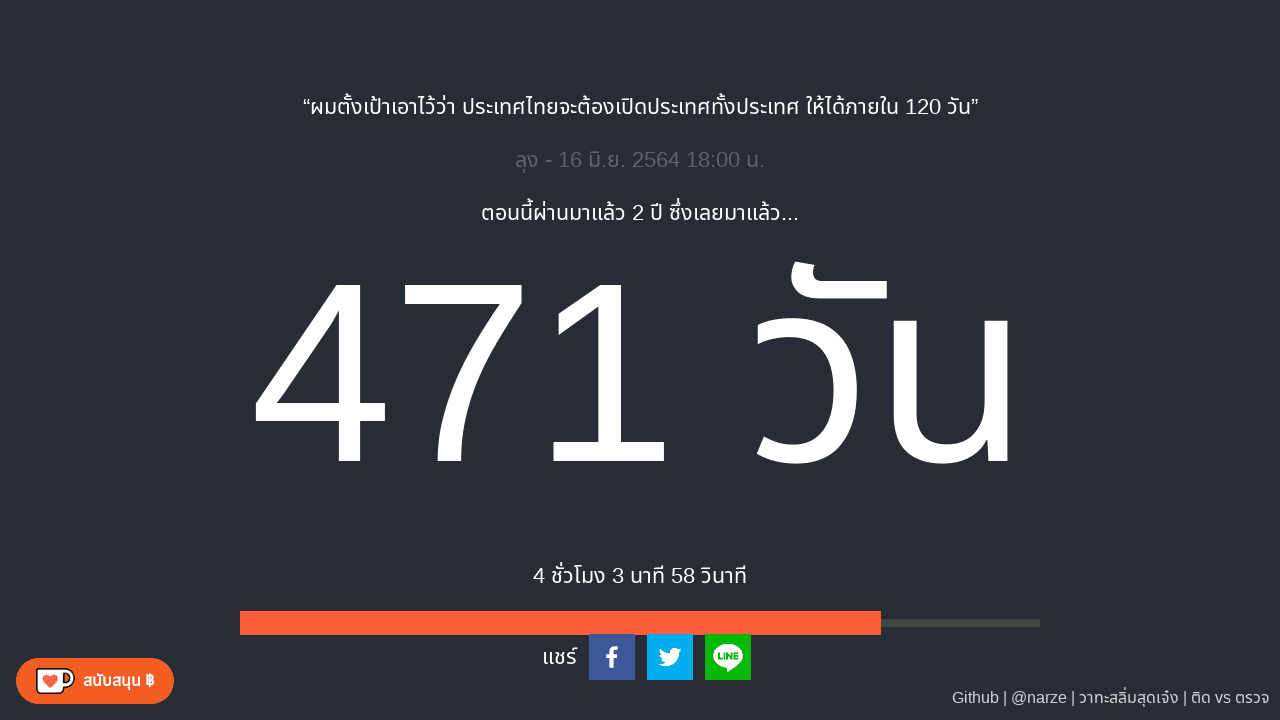 “ผมตั้งเป้าเอาไว้ว่า ประเทศไทยจะต้องเปิดประเทศทั้งประเทศ ให้ได้ภายใน 120 วัน”
ลุง - 16 มิ.ย. 2564 18:00 น.
ตอนนี้ผ่านมาแล้ว 2 ปี ซึ่งเลยมาแล้ว...
471 วัน
4 ชั่วโมง 3 นาที 58 วินาที
แชร์
LINE
สนับสนุน ฿
Github | @narze | วาทะสลิ่มสุดเจ๋ง | ติด vs ตรวจ